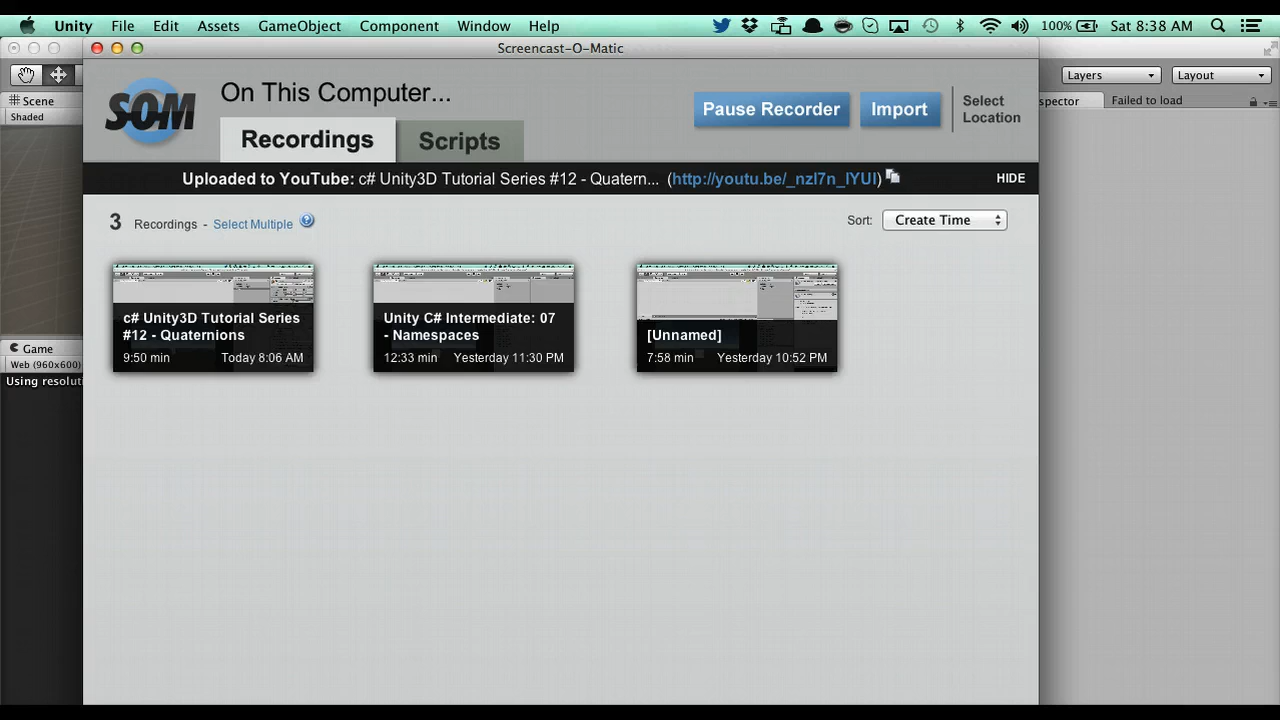 Unity File Edit Assets GameObject Component Window Help 100% Sat 8:38 AM
Screencast-O-Matic
Layers Layout
SOM
On This Computer...
Pause Recorder Import Select Location
Scene
spector Failed to load
Shaded
Recordings Scripts
Uploaded to YouTube: c# Unity3D Tutorial Series #12 - Quatern... (http://youtu.be/_nzI7n_lYUI) HIDE
3 Recordings - Select Multiple ?
Sort: Create Time
c# Unity3D Tutorial Series
#12 - Quaternions
9:50 min Today 8:06 AM
Unity C# Intermediate: 07
- Namespaces
12:33 min Yesterday 11:30 PM
[Unnamed]
7:58 min Yesterday 10:52 PM
Game
Web (960x600)
Using resoluti